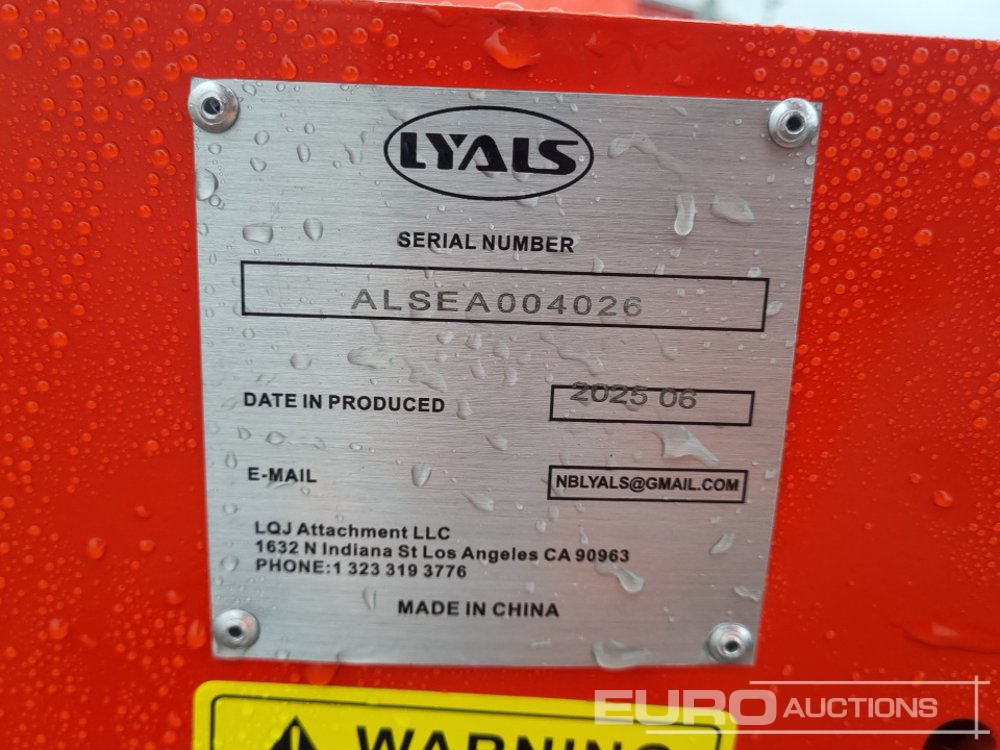 LYALS
SERIAL NUMBER
ALSEA004026
DATE IN PRODUCED 2025 06
E-MAIL NBLYALS@GMAIL.COM
LQJ Attachment LLC
1632 N Indiana St Los Angeles CA 90963
PHONE:1 323 319 3776
MADE IN CHINA
WARNING
EURO AUCTIONS